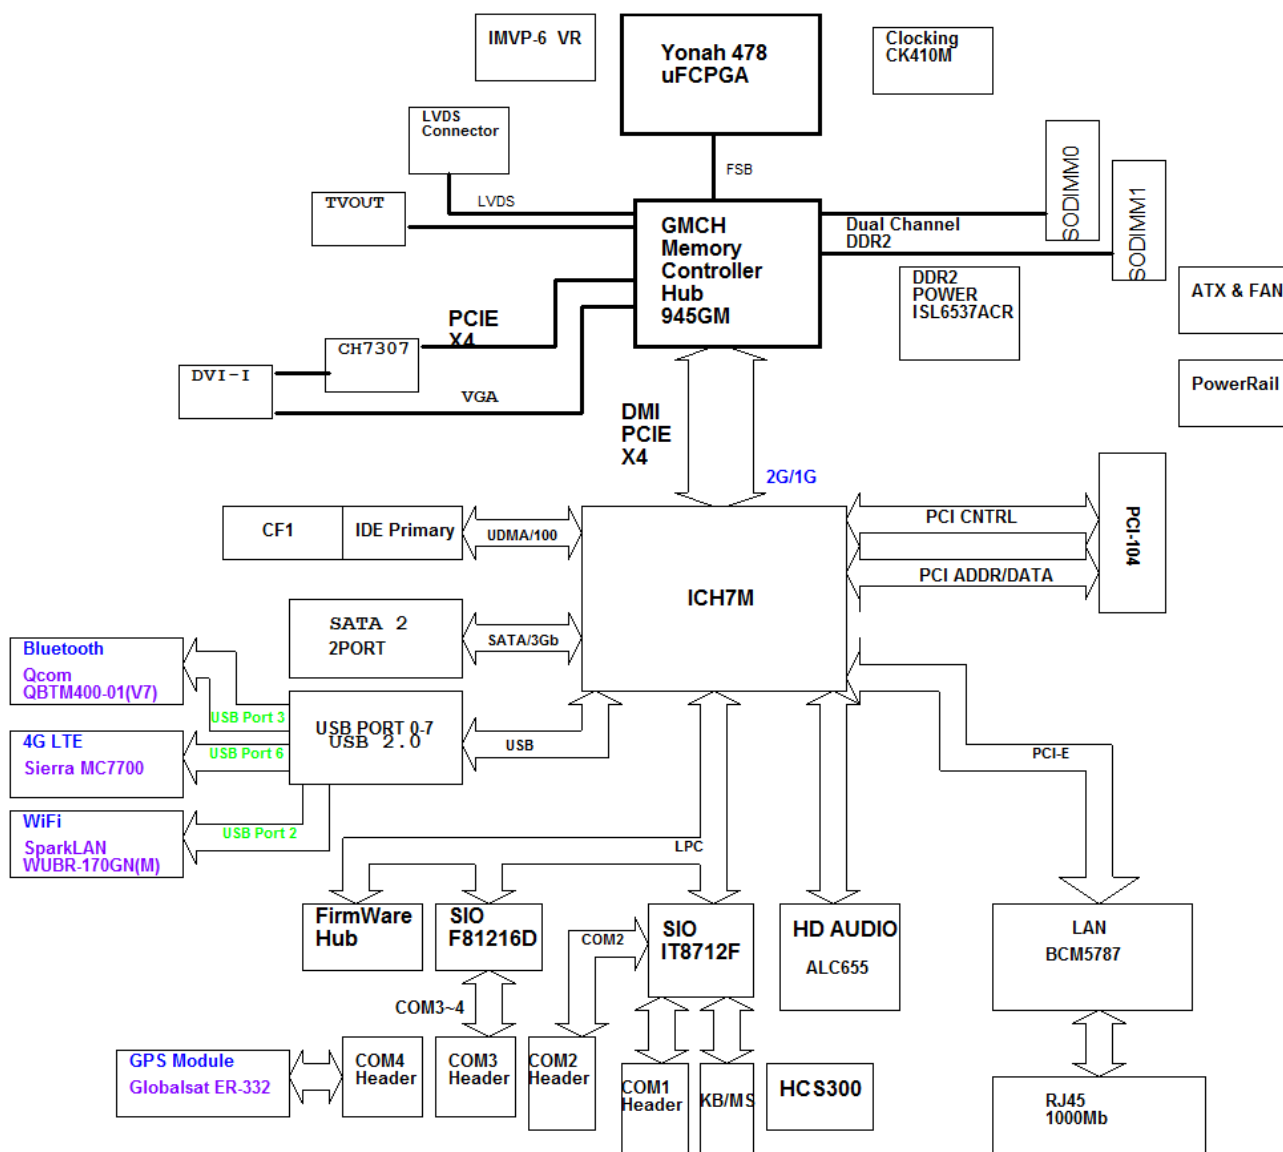 IMVP-6 VR
Yonah 478
uFCPGA
Clocking
CK410M
LVDS
Connector
FSB
SODIMM0
SODIMM1
TVOUT
LVDS
GMCH
Memory
Controller
Hub
945GM
Dual Channel
DDR2
DDR2
POWER
ISL6537ACR
ATX & FAN
PCIE
X4
CH7307
DVI-I
VGA
PowerRail
DMI
PCIE
X4
2G/1G
CF1
IDE Primary
UDMA/100
ICH7M
PCI CNTRL
PCI ADDR/DATA
PCI-104
SATA 2
2PORT
SATA/3Gb
Bluetooth
Qcom
QBTM400-01(V7)
USB Port 3
USB PORT 0-7
USB 2.0
USB
4G LTE
Sierra MC7700
USB Port 6
PCI-E
WiFi
SparkLAN
WUBR-170GN(M)
USB Port 2
LPC
FirmWare
Hub
SIO
F81216D
COM2
SIO
IT8712F
HD AUDIO
ALC655
LAN
BCM5787
COM3~4
GPS Module
Globalsat ER-332
COM4
Header
COM3
Header
COM2
Header
COM1
Header
KB/MS
HCS300
RJ45
1000Mb